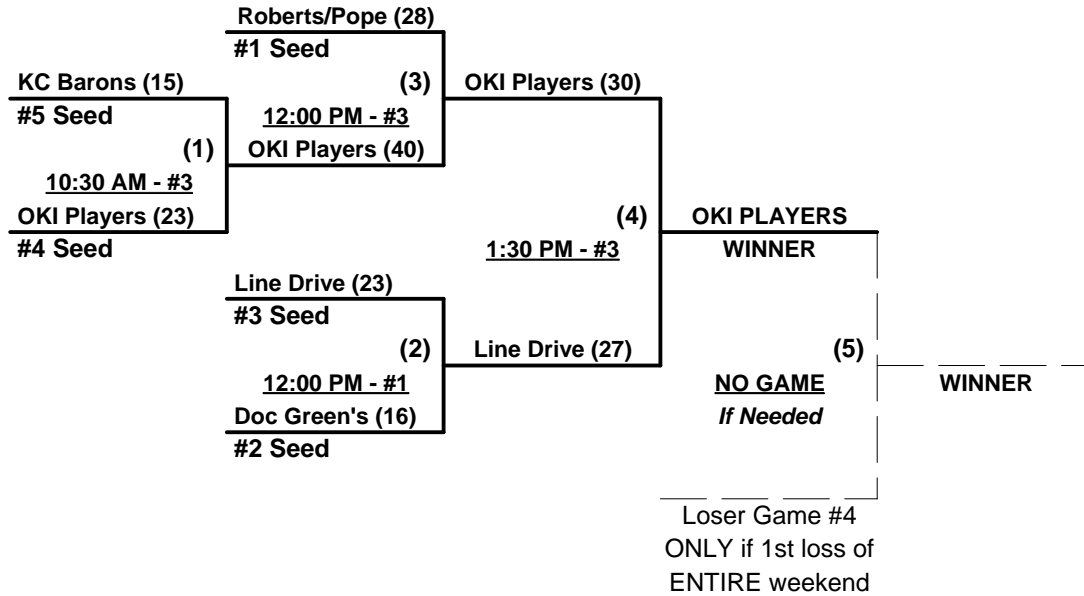 Roberts/Pope (28)
#1 Seed
KC Barons (15)
(3)
OKI Players (30)
#5 Seed
12:00 PM - #3
(1)
OKI Players (40)
10:30 AM - #3
OKI Players (23)
(4)
OKI PLAYERS
#4 Seed
1:30 PM - #3
WINNER
Line Drive (23)
#3 Seed
(2)
Line Drive (27)
(5)
12:00 PM - #1
NO GAME
WINNER
Doc Green's (16)
If Needed
#2 Seed
Loser Game #4
ONLY if 1st loss of
ENTIRE weekend